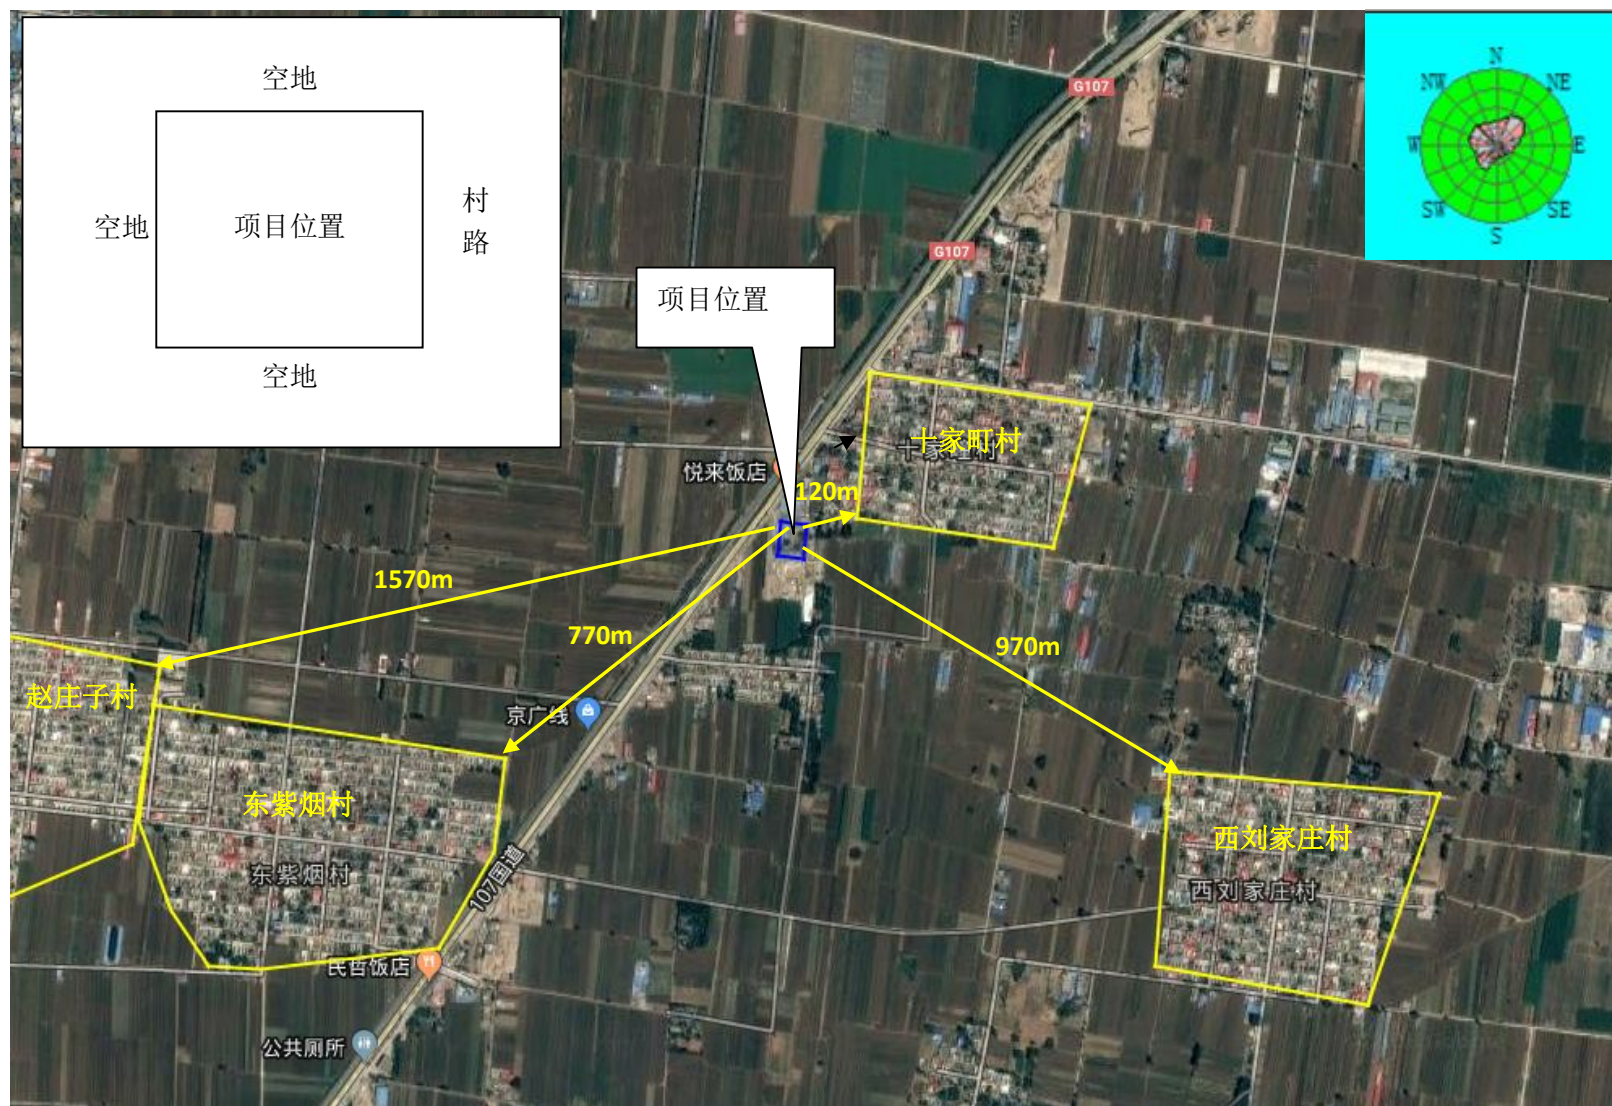 空地
空地
项目位置
村
路
空地
N
NW
NE
W
E
SW
SE
S
G107
G107
项目位置
十家町村
悦来饭店
120m
1570m
770m
970m
赵庄子村
京广线
东紫烟村
东紫烟村
107国道
西刘家庄村
西刘家庄村
民哲饭店
公共厕所